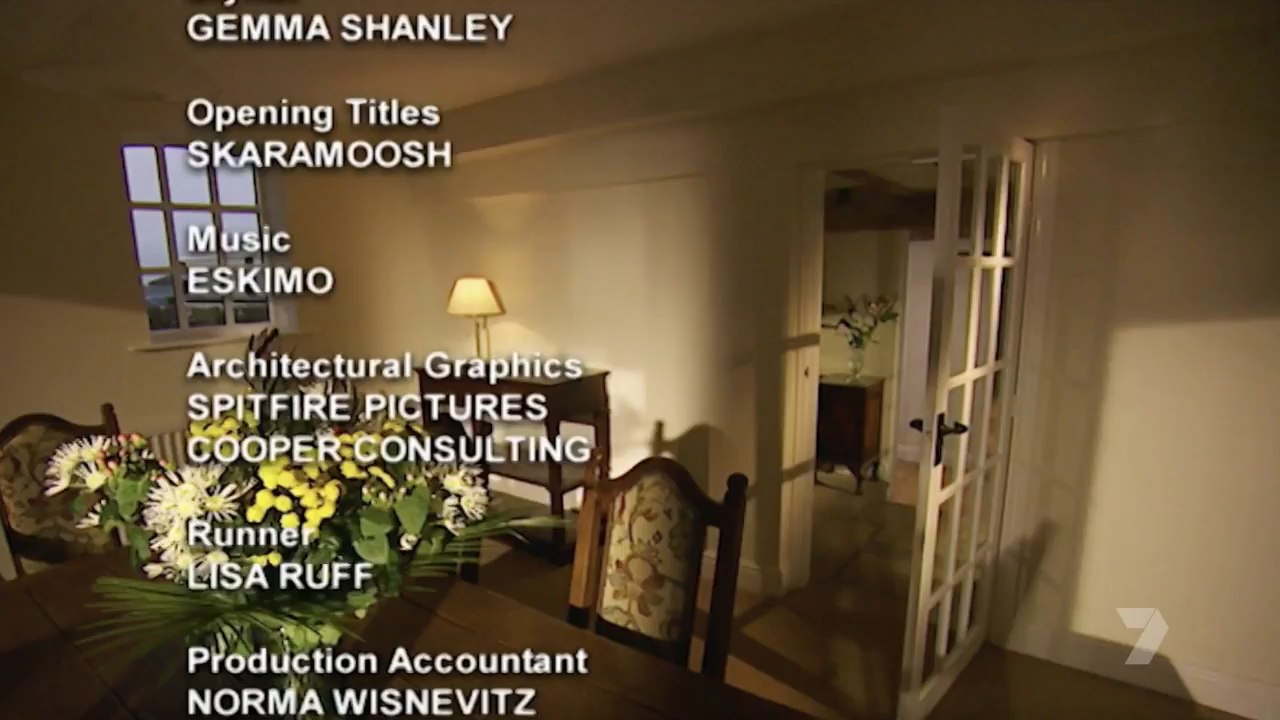 GEMMA SHANLEY
Opening Titles
SKARAMOOSH
Music
ESKIMO
Architectural Graphics
SPITFIRE PICTURES
COOPER CONSULTING
Runner
LISA RUFF
Production Accountant
NORMA WISNEVITZ
7